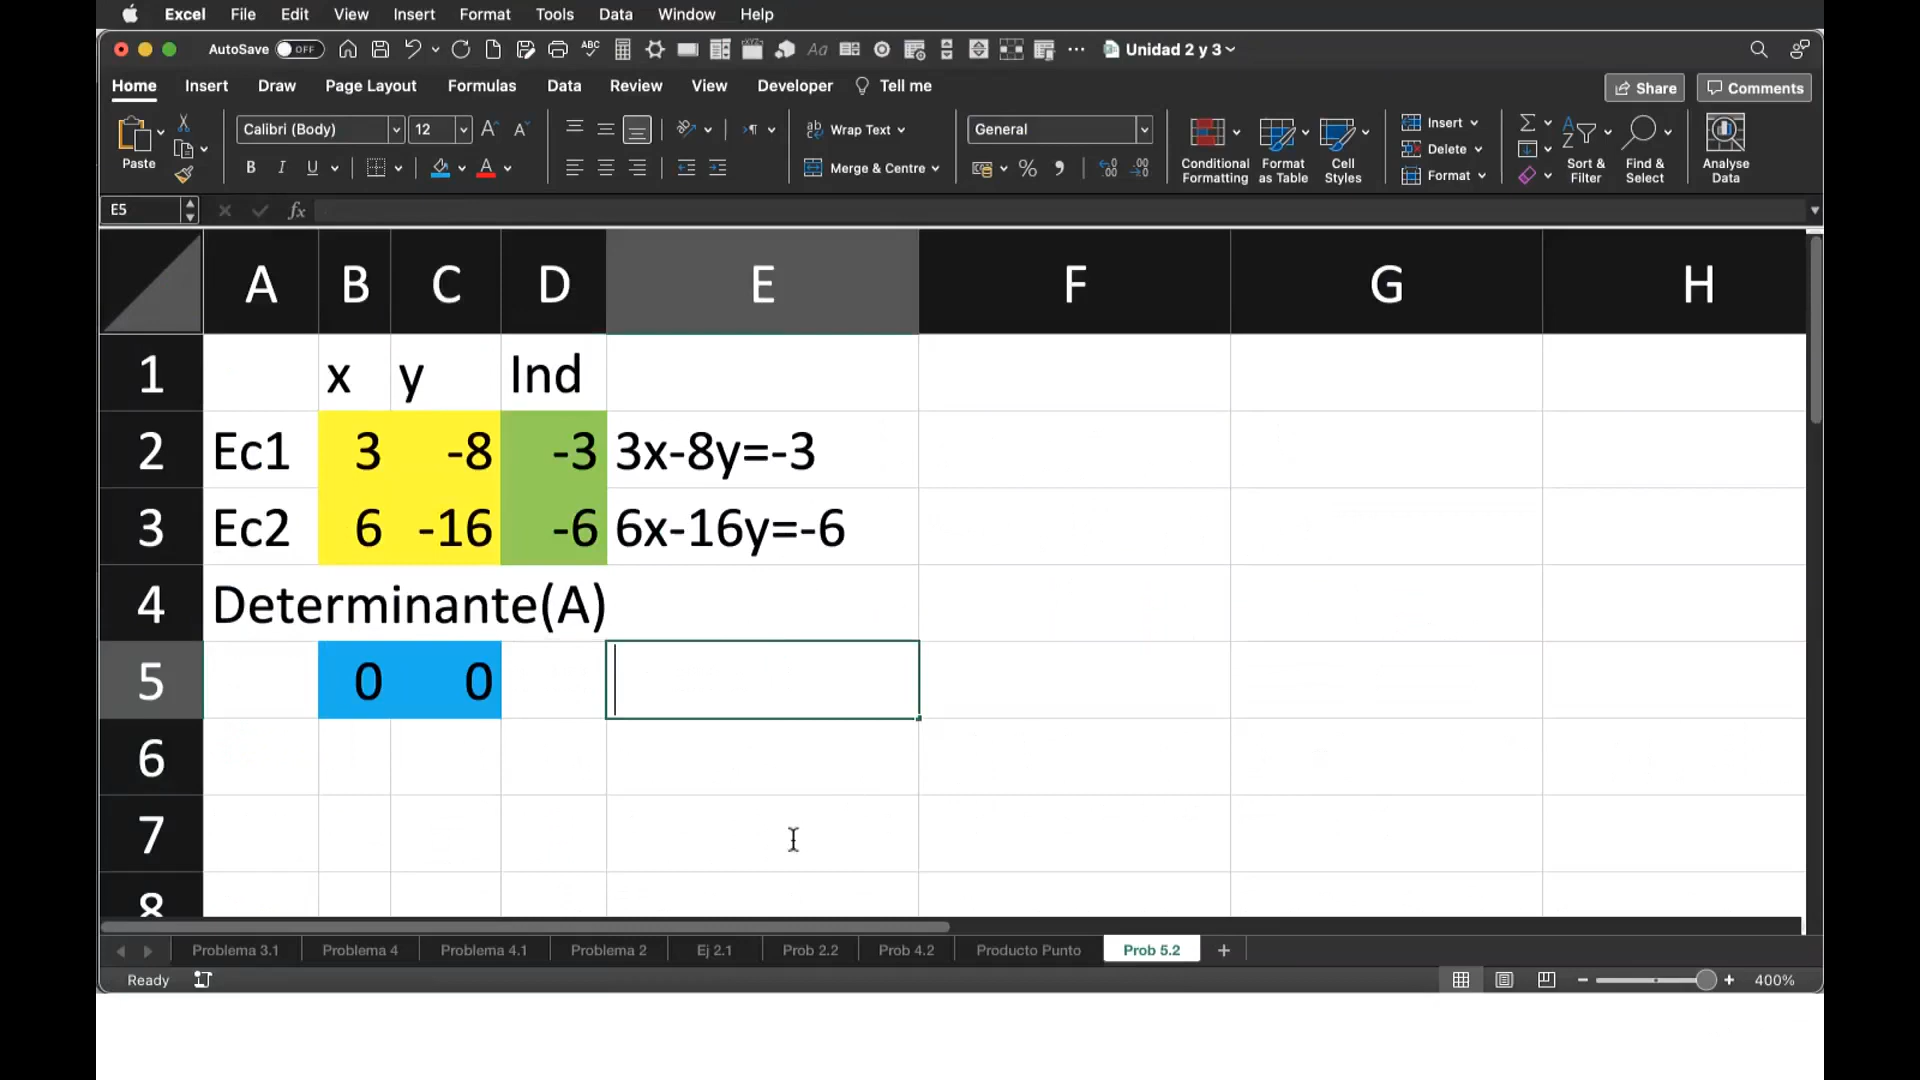 Excel File Edit View Insert Format Tools Data Window Help
AutoSave OFF ABC Aa ... Unidad 2 y 3
Home Insert Draw Page Layout Formulas Data Review View Developer Tell me Share Comments
Paste Calibri (Body) 12 A A ab Wrap Text General Insert
B I U A Merge & Centre % , Conditional Formatting Format as Table Cell Styles Delete Format Sort & Filter Find & Select Analyse Data
E5 fx
A B C D E F G H
1 x y Ind
2 Ec1 3 -8 -3 3x-8y=-3
3 Ec2 6 -16 -6 6x-16y=-6
4 Determinante(A)
5 0 0
6
7
8
Problema 3.1 Problema 4 Problema 4.1 Problema 2 Ej 2.1 Prob 2.2 Prob 4.2 Producto Punto Prob 5.2 +
Ready - + 400%